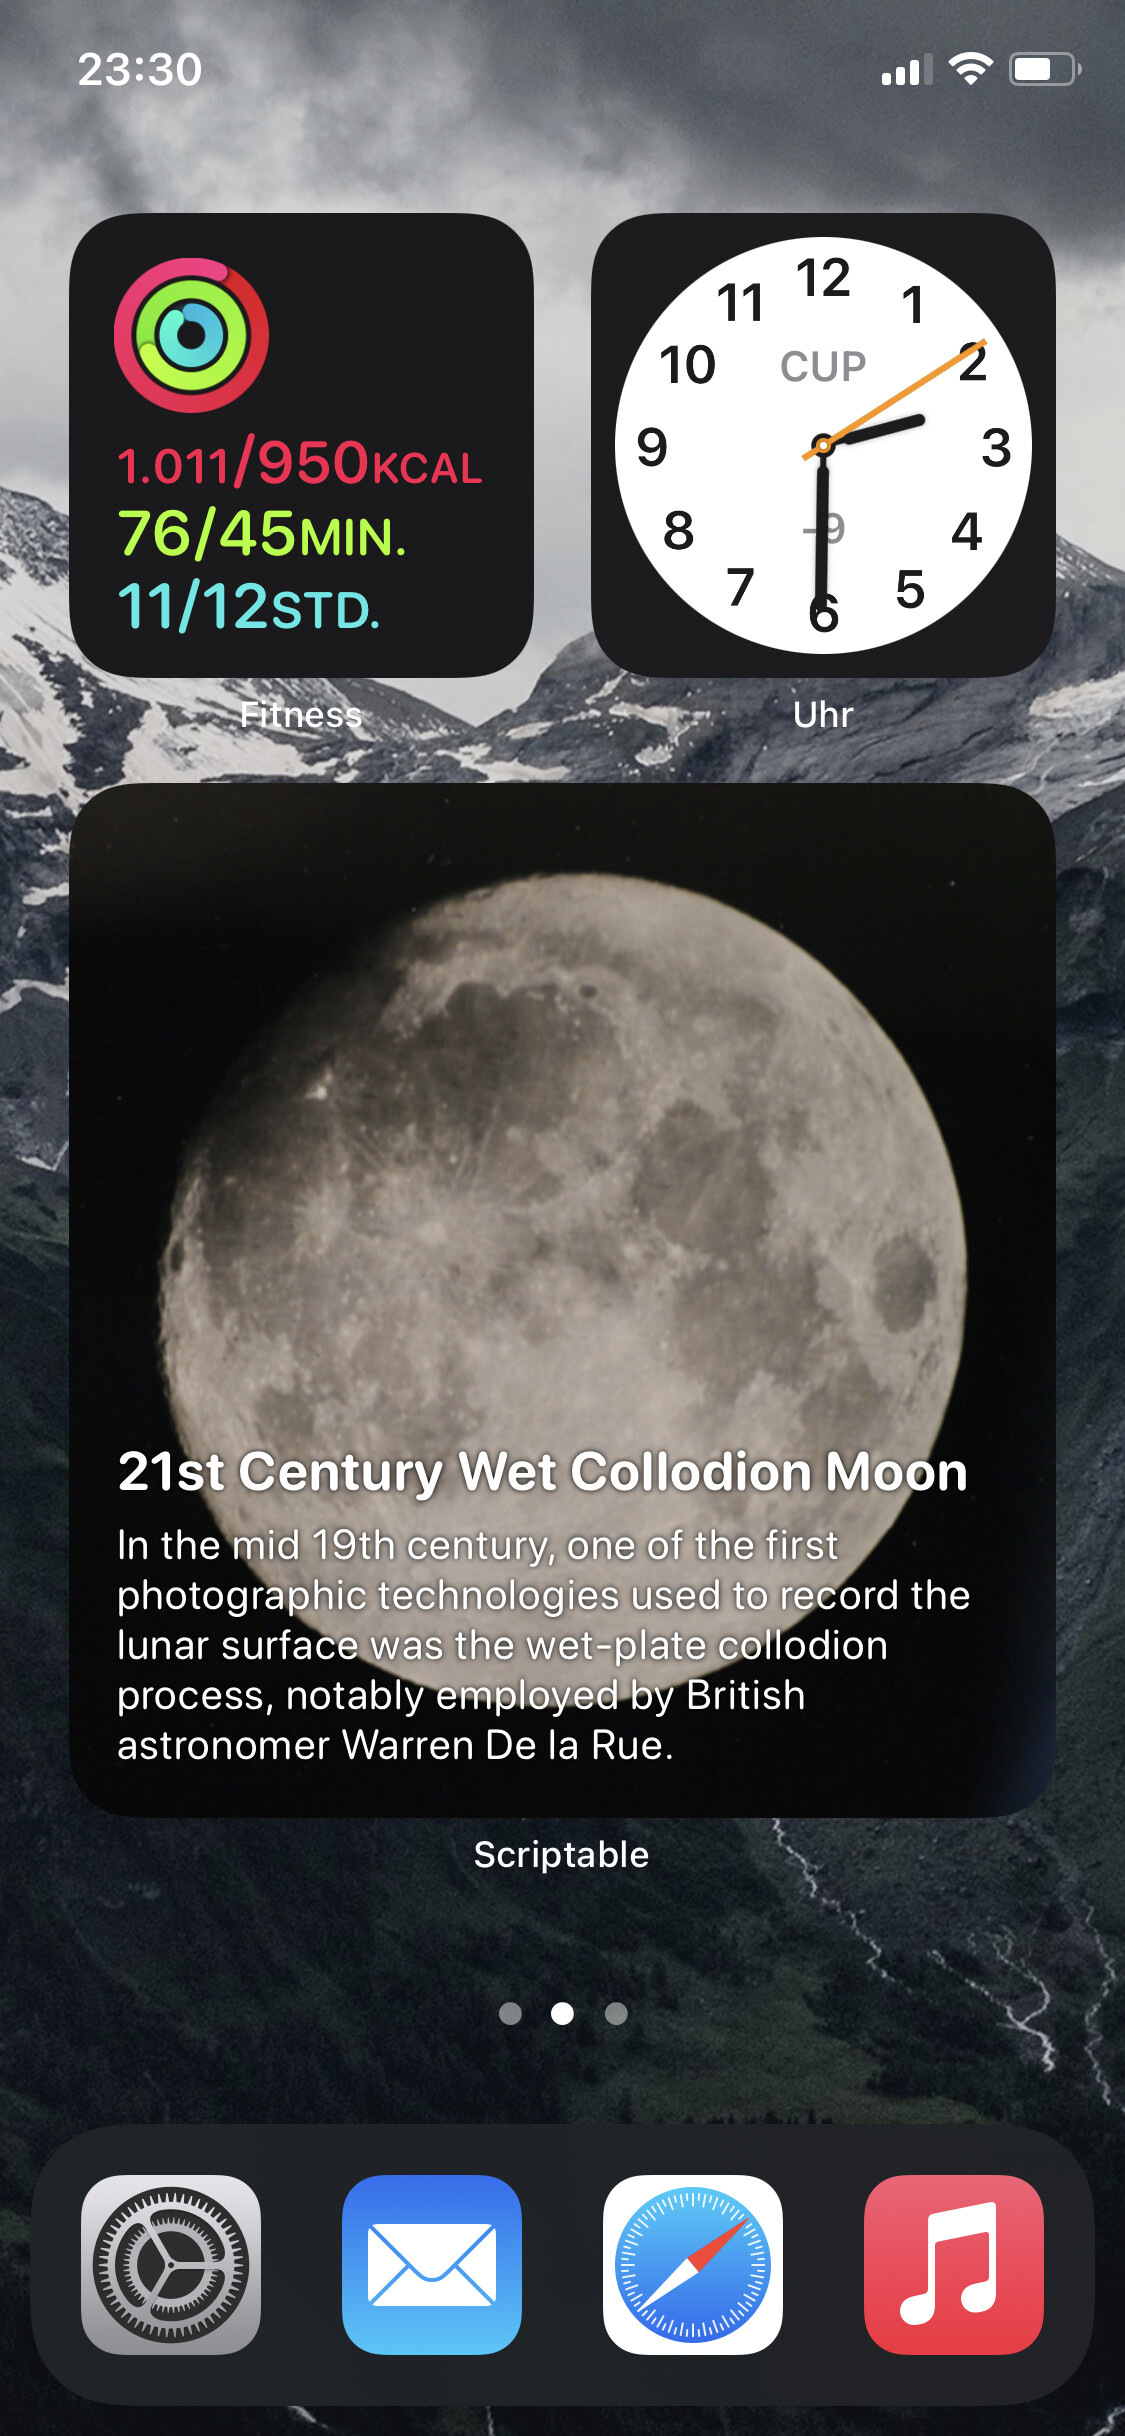 23:30
1.011/950KCAL
76/45MIN.
11/12STD.
Fitness
12
11
1
10
CUP
2
9
3
-9
8
4
7
5
6
Uhr
21st Century Wet Collodion Moon
In the mid 19th century, one of the first
photographic technologies used to record the
lunar surface was the wet-plate collodion
process, notably employed by British
astronomer Warren De la Rue.
Scriptable